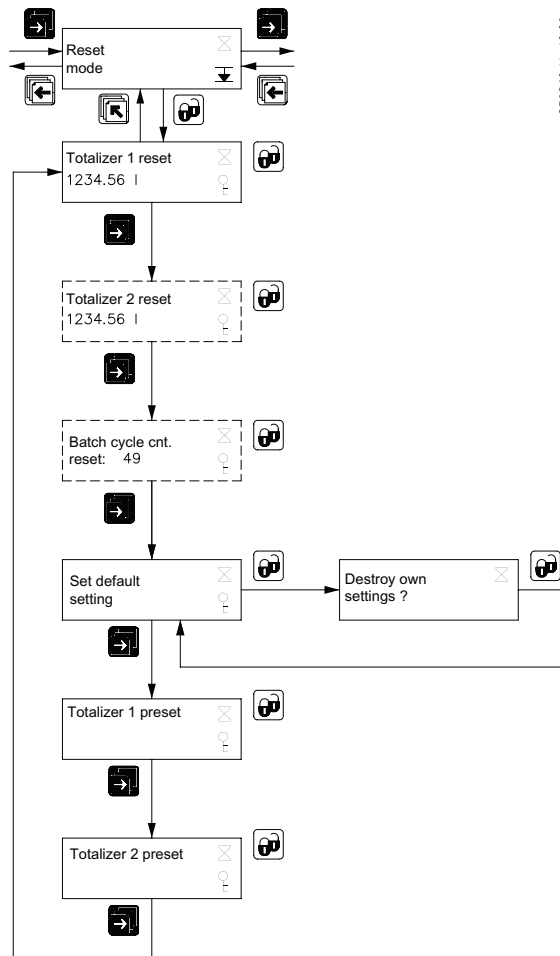 Reset
mode
Totalizer 1 reset
1234.56 l
Totalizer 2 reset
1234.56 l
Batch cycle cnt.
reset: 49
Set default
setting
Destroy own
settings ?
Totalizer 1 preset
Totalizer 2 preset